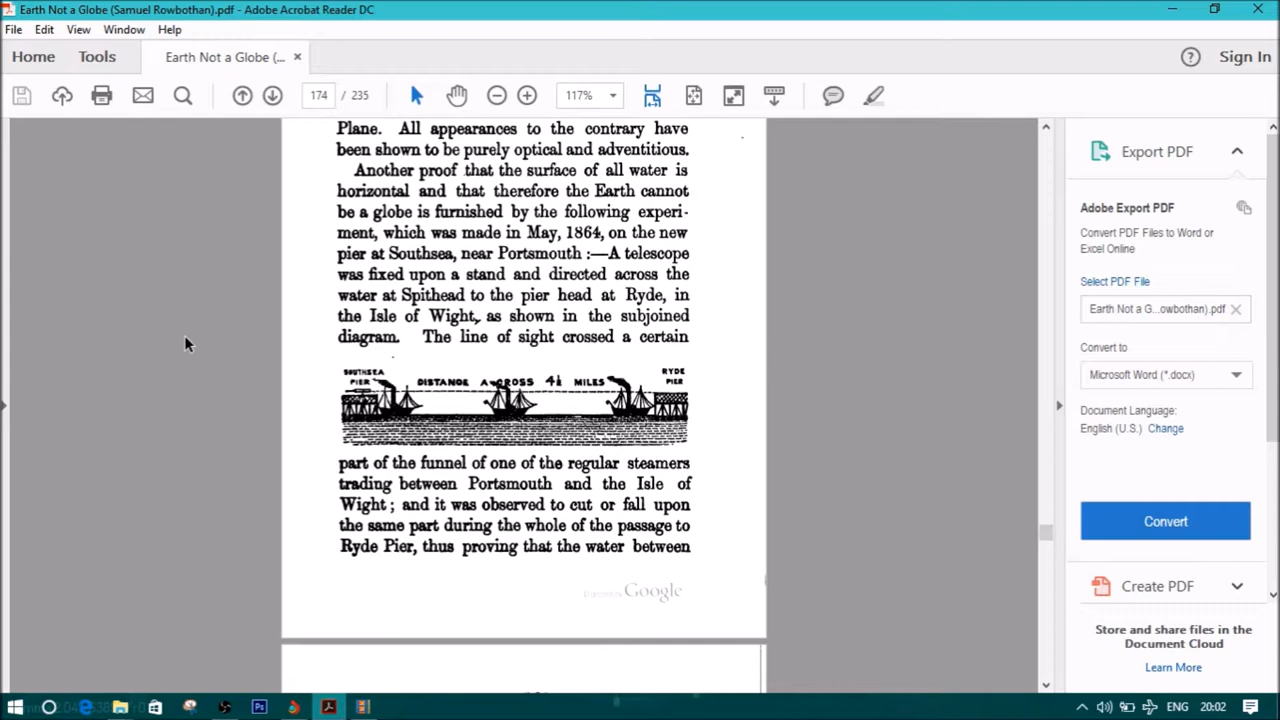 Earth Not a Globe (Samuel Rowbothan).pdf - Adobe Acrobat Reader DC
File Edit View Window Help
Home Tools Earth Not a Globe (... × Sign In
174 / 235 117%
Plane. All appearances to the contrary have
been shown to be purely optical and adventitious.
Another proof that the surface of all water is
horizontal and that therefore the Earth cannot
be a globe is furnished by the following experi-
ment, which was made in May, 1864, on the new
pier at Southsea, near Portsmouth :—A telescope
was fixed upon a stand and directed across the
water at Spithead to the pier head at Ryde, in
the Isle of Wight, as shown in the subjoined
diagram. The line of sight crossed a certain
SOUTHSEA PIER
DISTANCE ACROSS 4½ MILES
RYDE PIER
part of the funnel of one of the regular steamers
trading between Portsmouth and the Isle of
Wight ; and it was observed to cut or fall upon
the same part during the whole of the passage to
Ryde Pier, thus proving that the water between
Google
Export PDF
Adobe Export PDF
Convert PDF Files to Word or
Excel Online
Select PDF File
Earth Not a G...owbothan).pdf ×
Convert to
Microsoft Word (*.docx)
Document Language:
English (U.S.) Change
Convert
Create PDF
Store and share files in the
Document Cloud
Learn More
ENG 20:02